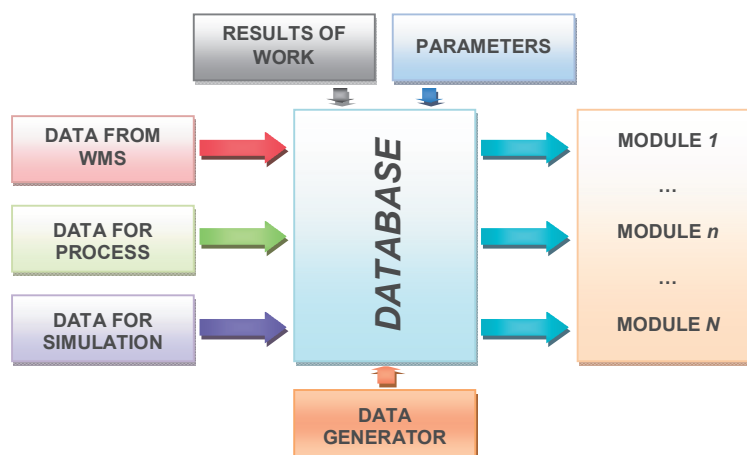 RESULTS OF
WORK
PARAMETERS
DATA FROM
WMS
DATA FOR
PROCESS
DATA FOR
SIMULATION
DATABASE
MODULE 1
...
MODULE n
...
MODULE N
DATA
GENERATOR